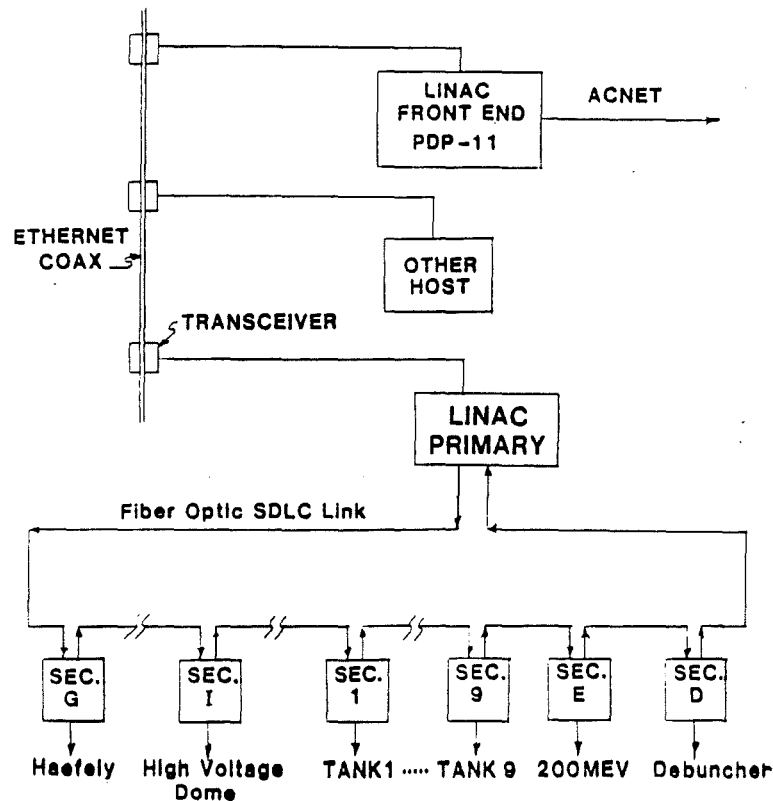 LINAC
FRONT END
PDP-11
ACNET
ETHERNET
COAX
OTHER
HOST
TRANSCEIVER
LINAC
PRIMARY
Fiber Optic SDLC Link
SEC.
G
SEC.
I
SEC.
1
SEC.
9
SEC.
E
SEC.
D
Haefely
High Voltage
Dome
TANK1 ..... TANK 9
200MEV
Debuncher